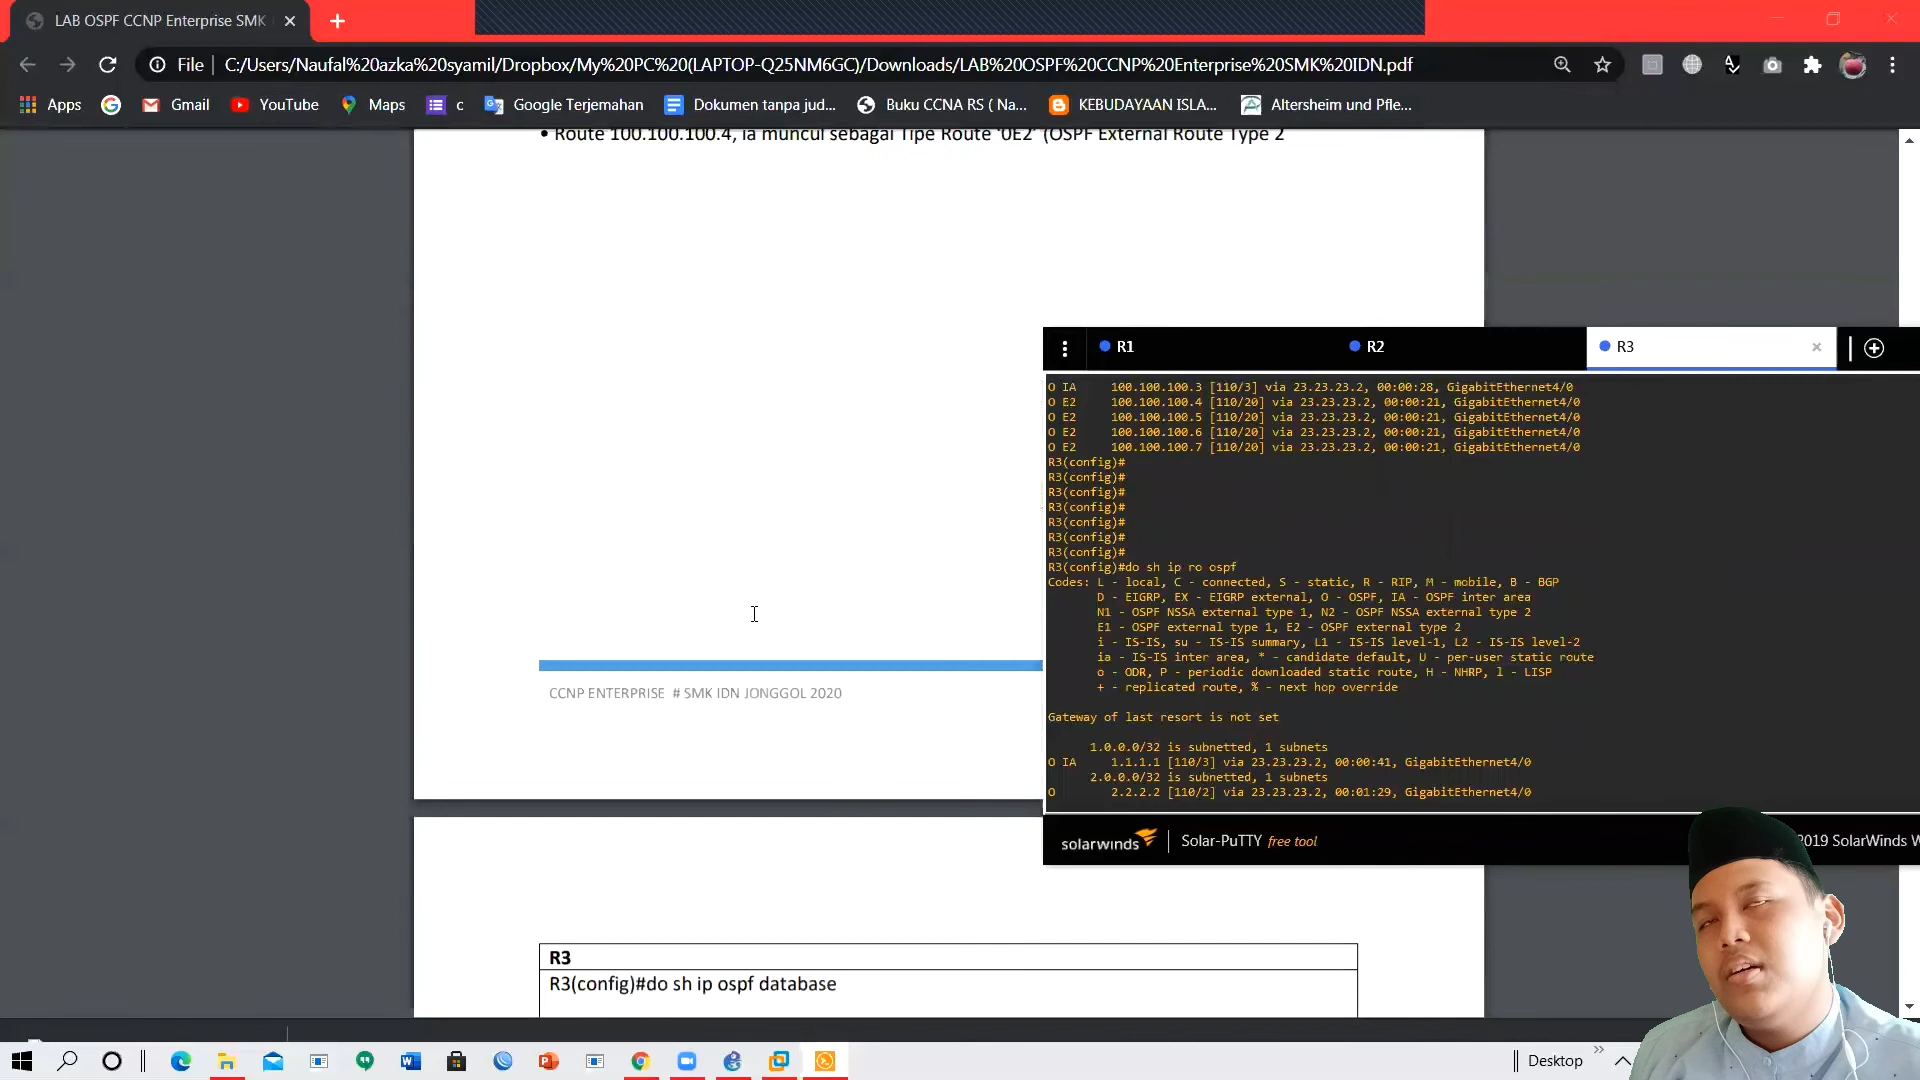 LAB OSPF CCNP Enterprise SMK
File
C:/Users/Naufal%20azka%20syamil/Dropbox/My%20PC%20(LAPTOP-Q25NM6GC)/Downloads/LAB%20OSPF%20CCNP%20Enterprise%20SMK%20IDN.pdf
Apps Gmail YouTube Maps c Google Terjemahan Dokumen tanpa jud... Buku CCNA RS ( Na... KEBUDAYAAN ISLA... Altersheim und Pfle...
• Route 100.100.100.4, ia muncul sebagai Tipe Route '0E2' (OSPF External Route Type 2
R1 R2 R3
O IA 100.100.100.3 [110/3] via 23.23.23.2, 00:00:28, GigabitEthernet4/0
O E2 100.100.100.4 [110/20] via 23.23.23.2, 00:00:21, GigabitEthernet4/0
O E2 100.100.100.5 [110/20] via 23.23.23.2, 00:00:21, GigabitEthernet4/0
O E2 100.100.100.6 [110/20] via 23.23.23.2, 00:00:21, GigabitEthernet4/0
O E2 100.100.100.7 [110/20] via 23.23.23.2, 00:00:21, GigabitEthernet4/0
R3(config)#
R3(config)#
R3(config)#
R3(config)#
R3(config)#
R3(config)#
R3(config)#
R3(config)#do sh ip ro ospf
Codes: L - local, C - connected, S - static, R - RIP, M - mobile, B - BGP
D - EIGRP, EX - EIGRP external, O - OSPF, IA - OSPF inter area
N1 - OSPF NSSA external type 1, N2 - OSPF NSSA external type 2
E1 - OSPF external type 1, E2 - OSPF external type 2
i - IS-IS, su - IS-IS summary, L1 - IS-IS level-1, L2 - IS-IS level-2
ia - IS-IS inter area, * - candidate default, U - per-user static route
o - ODR, P - periodic downloaded static route, H - NHRP, l - LISP
+ - replicated route, % - next hop override
Gateway of last resort is not set
1.0.0.0/32 is subnetted, 1 subnets
O IA 1.1.1.1 [110/3] via 23.23.23.2, 00:00:41, GigabitEthernet4/0
2.0.0.0/32 is subnetted, 1 subnets
O 2.2.2.2 [110/2] via 23.23.23.2, 00:01:29, GigabitEthernet4/0
solarwinds Solar-PuTTY free tool 2019 SolarWinds W
CCNP ENTERPRISE # SMK IDN JONGGOL 2020
R3
R3(config)#do sh ip ospf database
Desktop